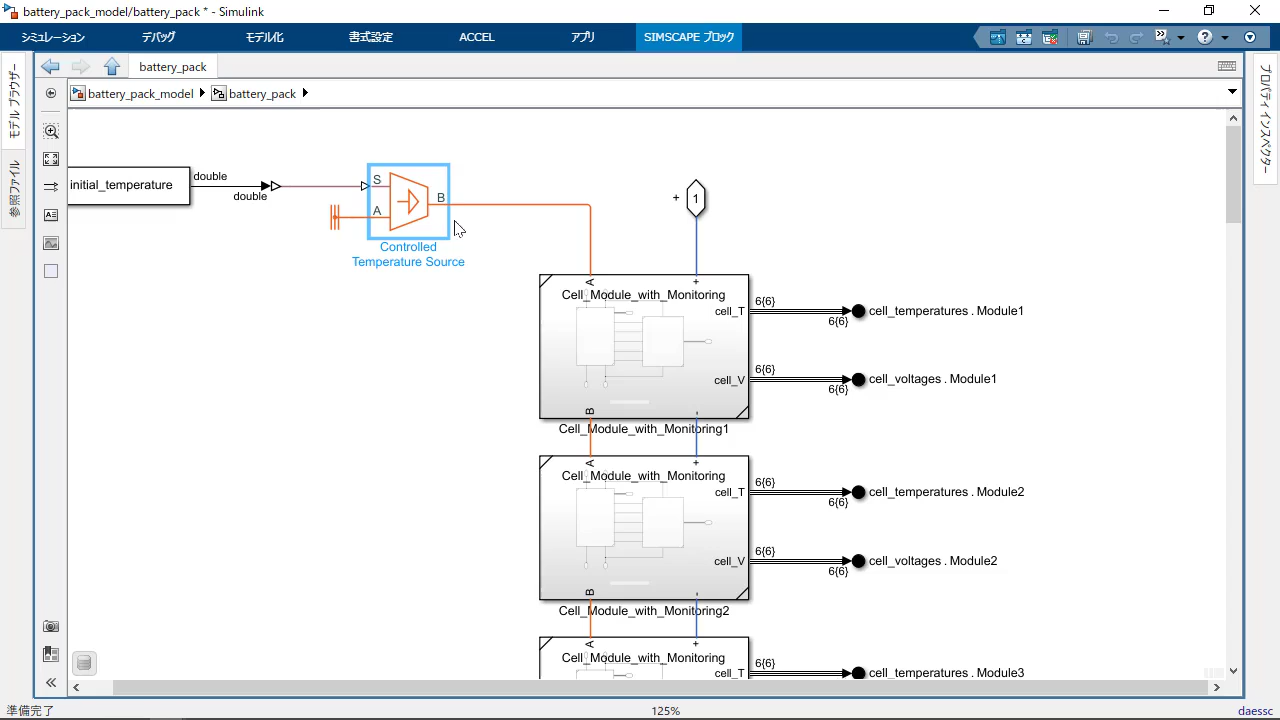 battery_pack_model/battery_pack * - Simulink
シミュレーション
デバッグ
モデル化
書式設定
ACCEL
アプリ
SIMSCAPE ブロック
battery_pack
battery_pack_model
battery_pack
モデル ブラウザー
参照ファイル
プロパティ インスペクター
initial_temperature
double
double
S
A
B
Controlled
Temperature Source
+
1
A
+
Cell_Module_with_Monitoring
cell_T
6{6}
6{6}
cell_temperatures . Module1
cell_V
6{6}
6{6}
cell_voltages . Module1
B
-
Cell_Module_with_Monitoring1
A
+
Cell_Module_with_Monitoring
cell_T
6{6}
6{6}
cell_temperatures . Module2
cell_V
6{6}
6{6}
cell_voltages . Module2
B
-
Cell_Module_with_Monitoring2
A
+
Cell_Module_with_Monitoring
cell_T
6{6}
cell_temperatures . Module3
準備完了
125%
daessc